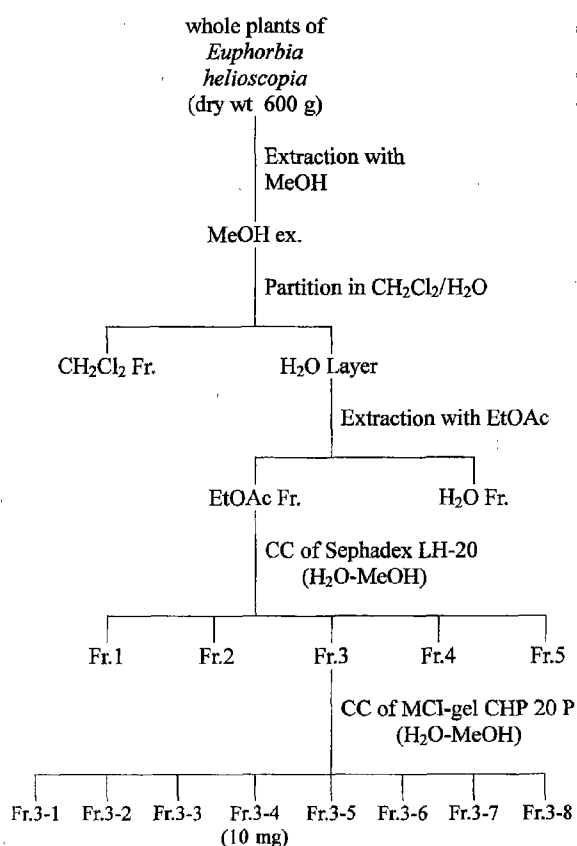 whole plants of
Euphorbia
helioscopia
(dry wt 600 g)
Extraction with
MeOH
MeOH ex.
Partition in CH₂Cl₂/H₂O
CH₂Cl₂ Fr. H₂O Layer
Extraction with EtOAc
EtOAc Fr. H₂O Fr.
CC of Sephadex LH-20
(H₂O-MeOH)
Fr.1 Fr.2 Fr.3 Fr.4 Fr.5
CC of MCI-gel CHP 20 P
(H₂O-MeOH)
Fr.3-1 Fr.3-2 Fr.3-3 Fr.3-4 Fr.3-5 Fr.3-6 Fr.3-7 Fr.3-8
(10 mg)